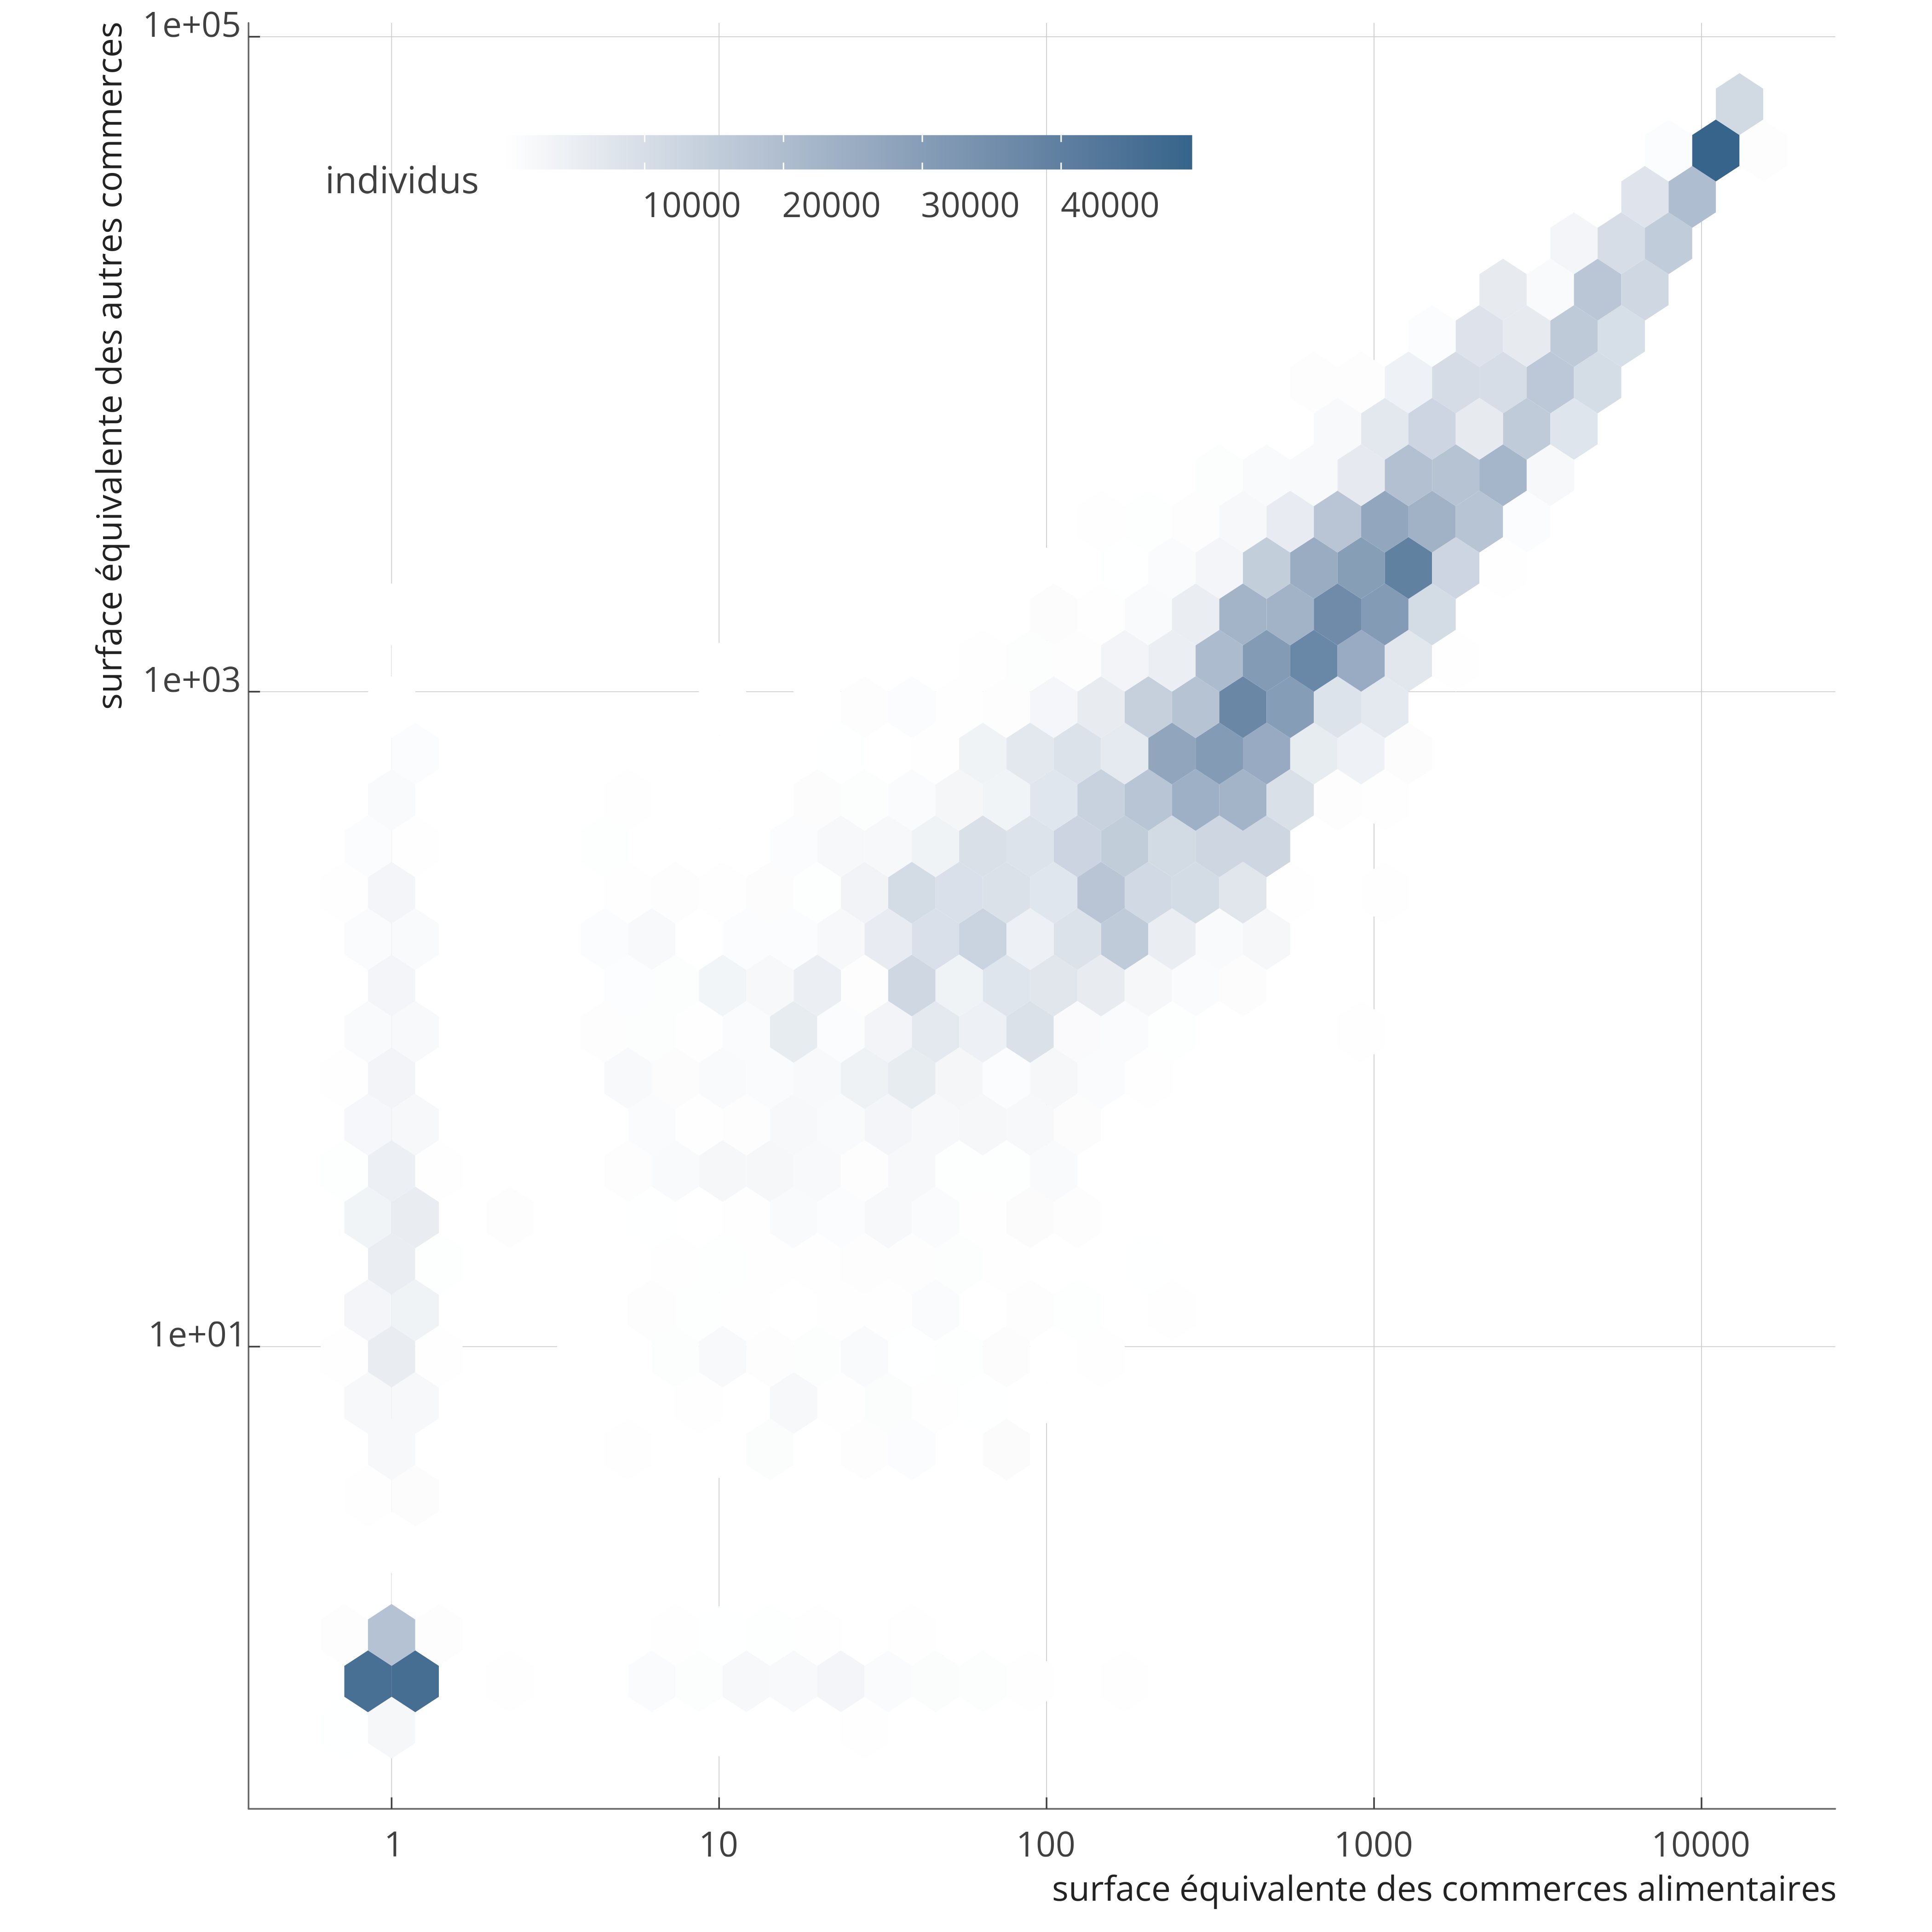 surface équivalente des autres commerces
1e+05
1e+03
1e+01
individus
10000 20000 30000 40000
1 10 100 1000 10000
surface équivalente des commerces alimentaires